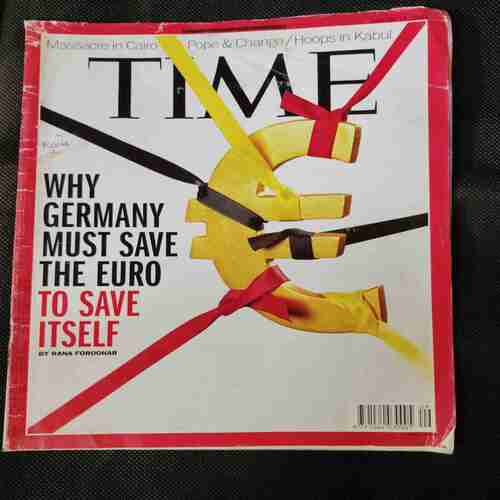 Massacre in Cairo
Pope & Change / Hoops in Kabul
TIME
WHY
GERMANY
MUST SAVE
THE EURO
TO SAVE
ITSELF
BY RANA FOROOHAR